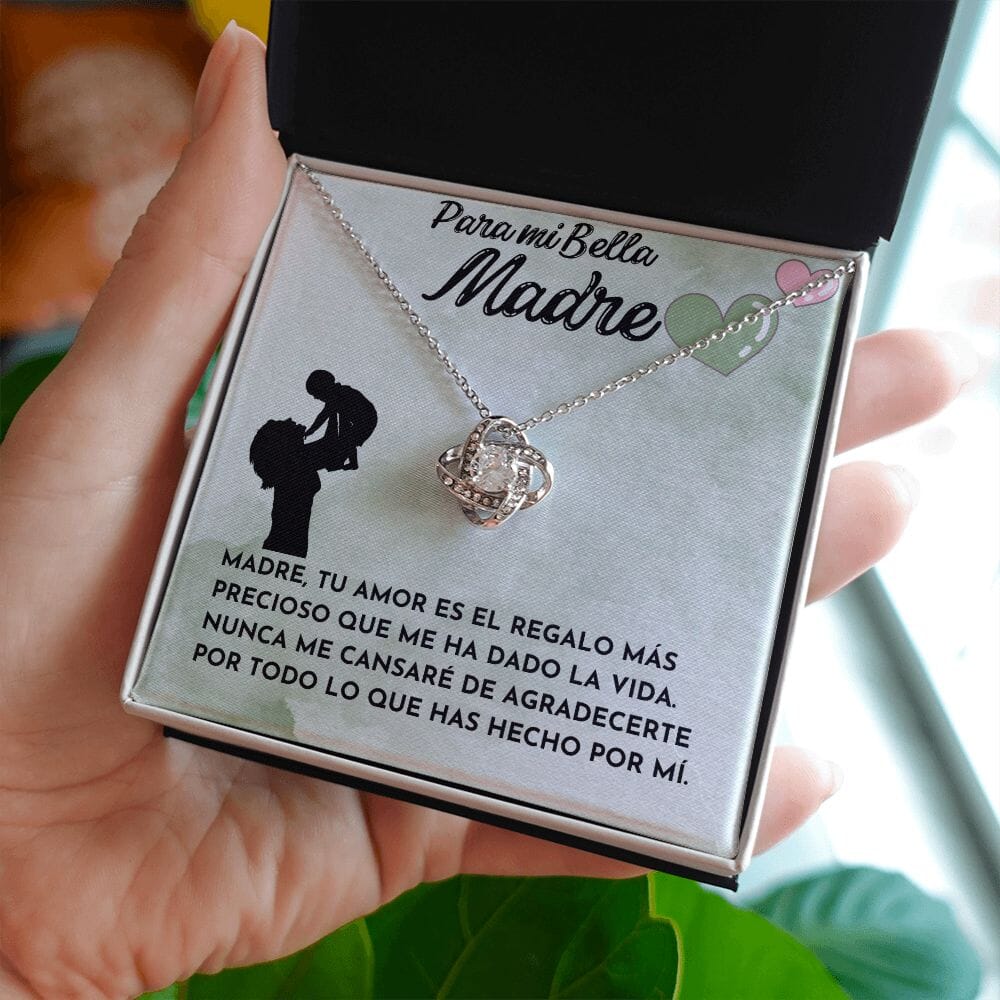 Para mi Bella
Madre
MADRE, TU AMOR ES EL REGALO MÁS
PRECIOSO QUE ME HA DADO LA VIDA.
NUNCA ME CANSARÉ DE AGRADECERTE
POR TODO LO QUE HAS HECHO POR MÍ.